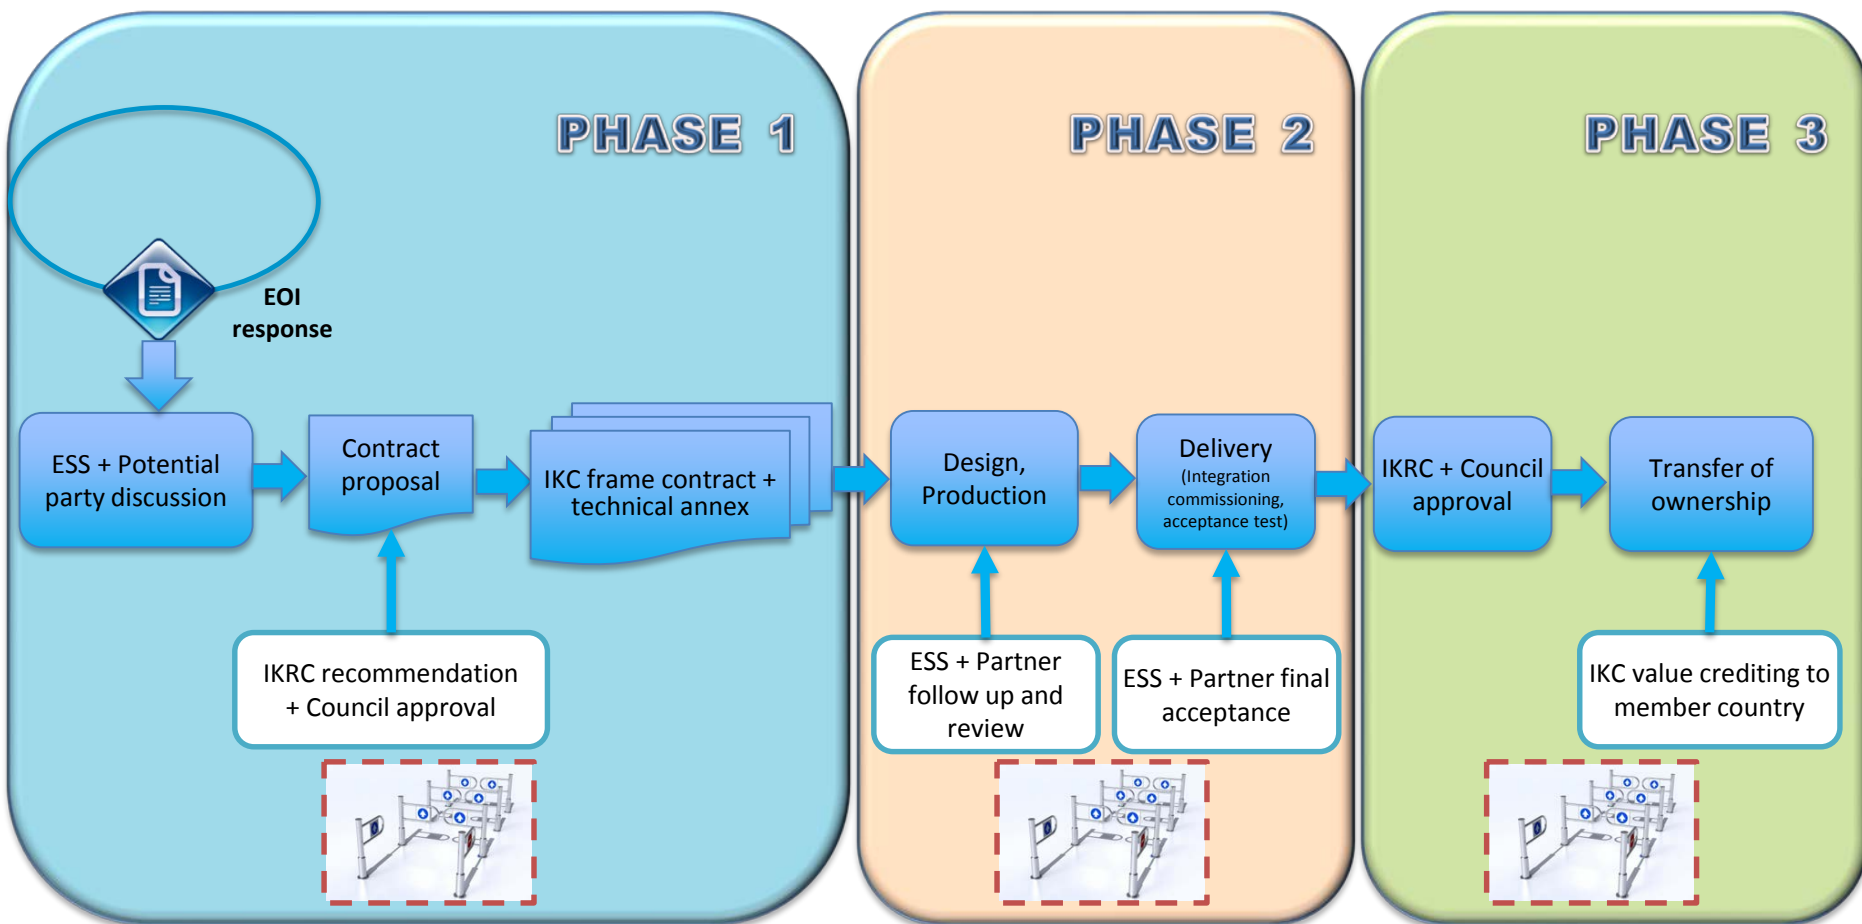 PHASE 1
PHASE 2
PHASE 3
EOI
response
ESS + Potential
party discussion
Contract
proposal
IKC frame contract +
technical annex
Design,
Production
Delivery
(Integration
commissioning,
acceptance test)
IKRC + Council
approval
Transfer of
ownership
IKRC recommendation
+ Council approval
ESS + Partner
follow up and
review
ESS + Partner final
acceptance
IKC value crediting to
member country